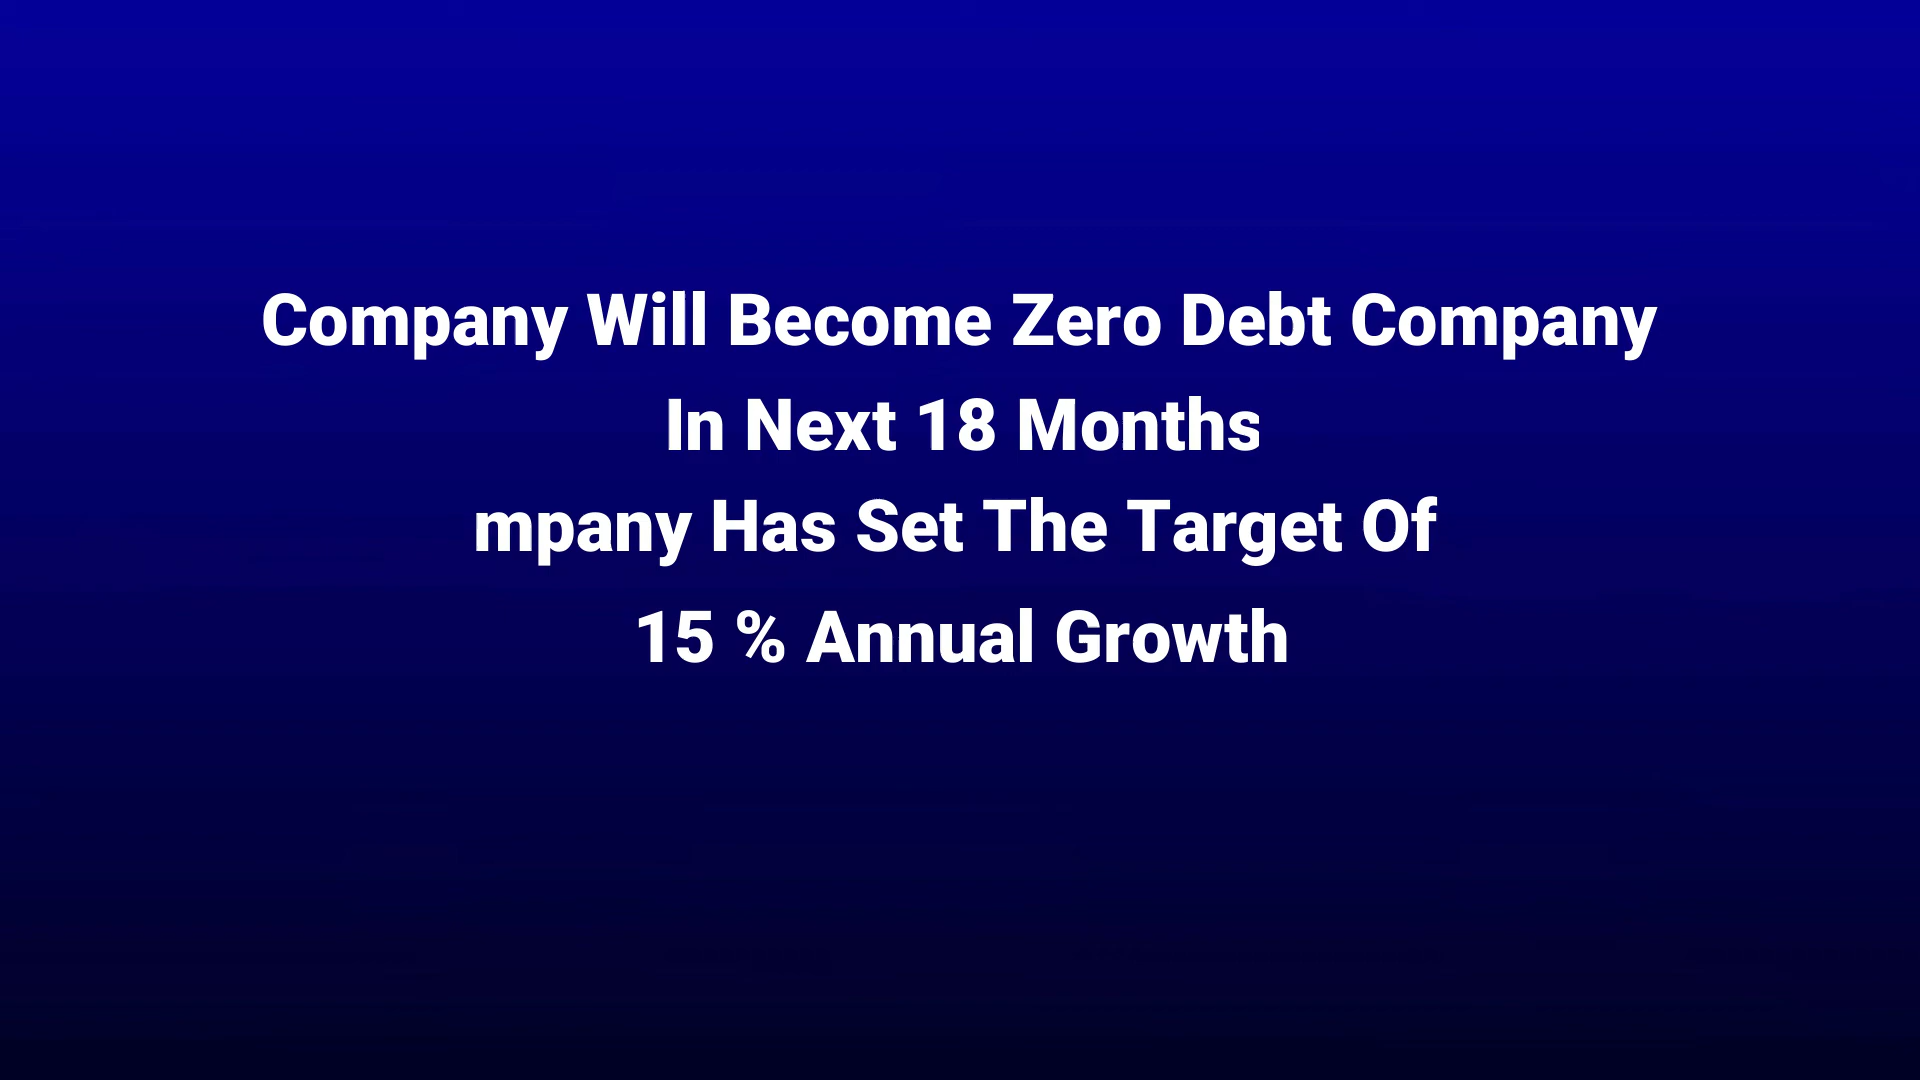 Company Will Become Zero Debt Company
In Next 18 Months
mpany Has Set The Target Of
15 % Annual Growth